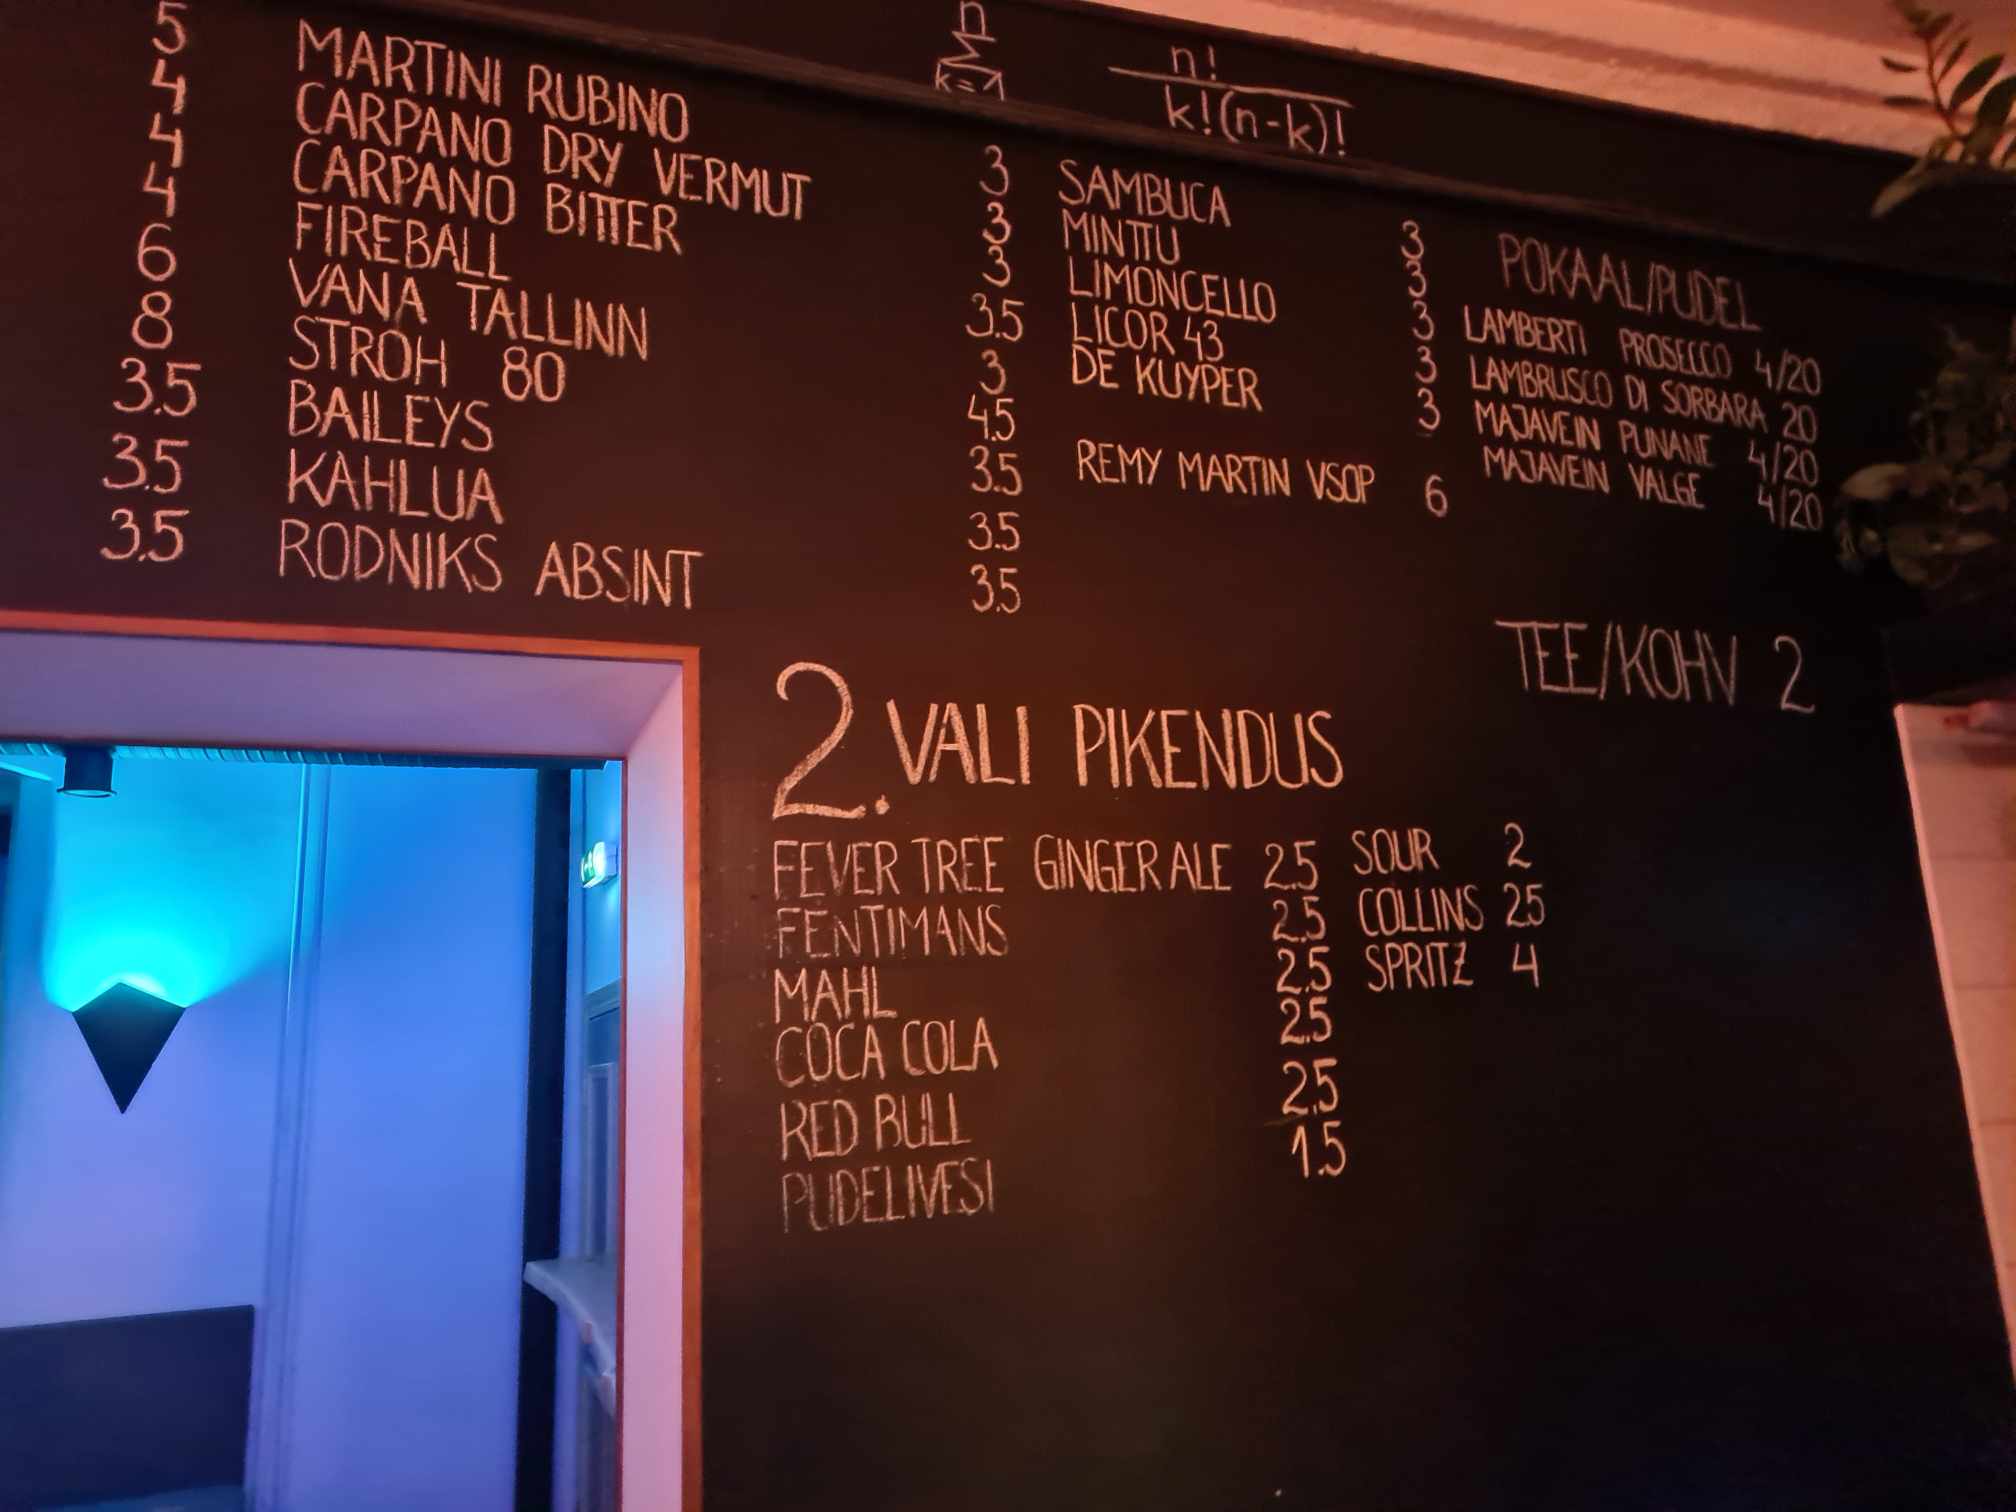 5
4
4
4
6
8
3.5
3.5
3.5
MARTINI RUBINO 3
CARPANO DRY VERMUT 3
CARPANO BITTER 3
FIREBALL 3.5
VANA TALLINN 3
STROH 80 4.5
BAILEYS 3.5
KAHLUA 3.5
RODNIKS ABSINT 3.5
n
Σ
k=1
n!
k!(n-k)!
SAMBUCA 3
MINTTU 3
LIMONCELLO 3
LICOR 43 3
DE KUYPER 3
REMY MARTIN VSOP 6
POKAAL/PUDEL
LAMBERTI PROSECCO 4/20
LAMBRUSCO DI SORBARA 20
MAJAVEIN PUNANE 4/20
MAJAVEIN VALGE 4/20
TEE/KOHV 2
2. VALI PIKENDUS
FEVER TREE GINGER ALE 2.5
FENTIMANS 2.5
MAHL 2.5
COCA COLA 2.5
RED BULL 2.5
PUDELIVESI 1.5
SOUR 2
COLLINS 2.5
SPRITZ 4